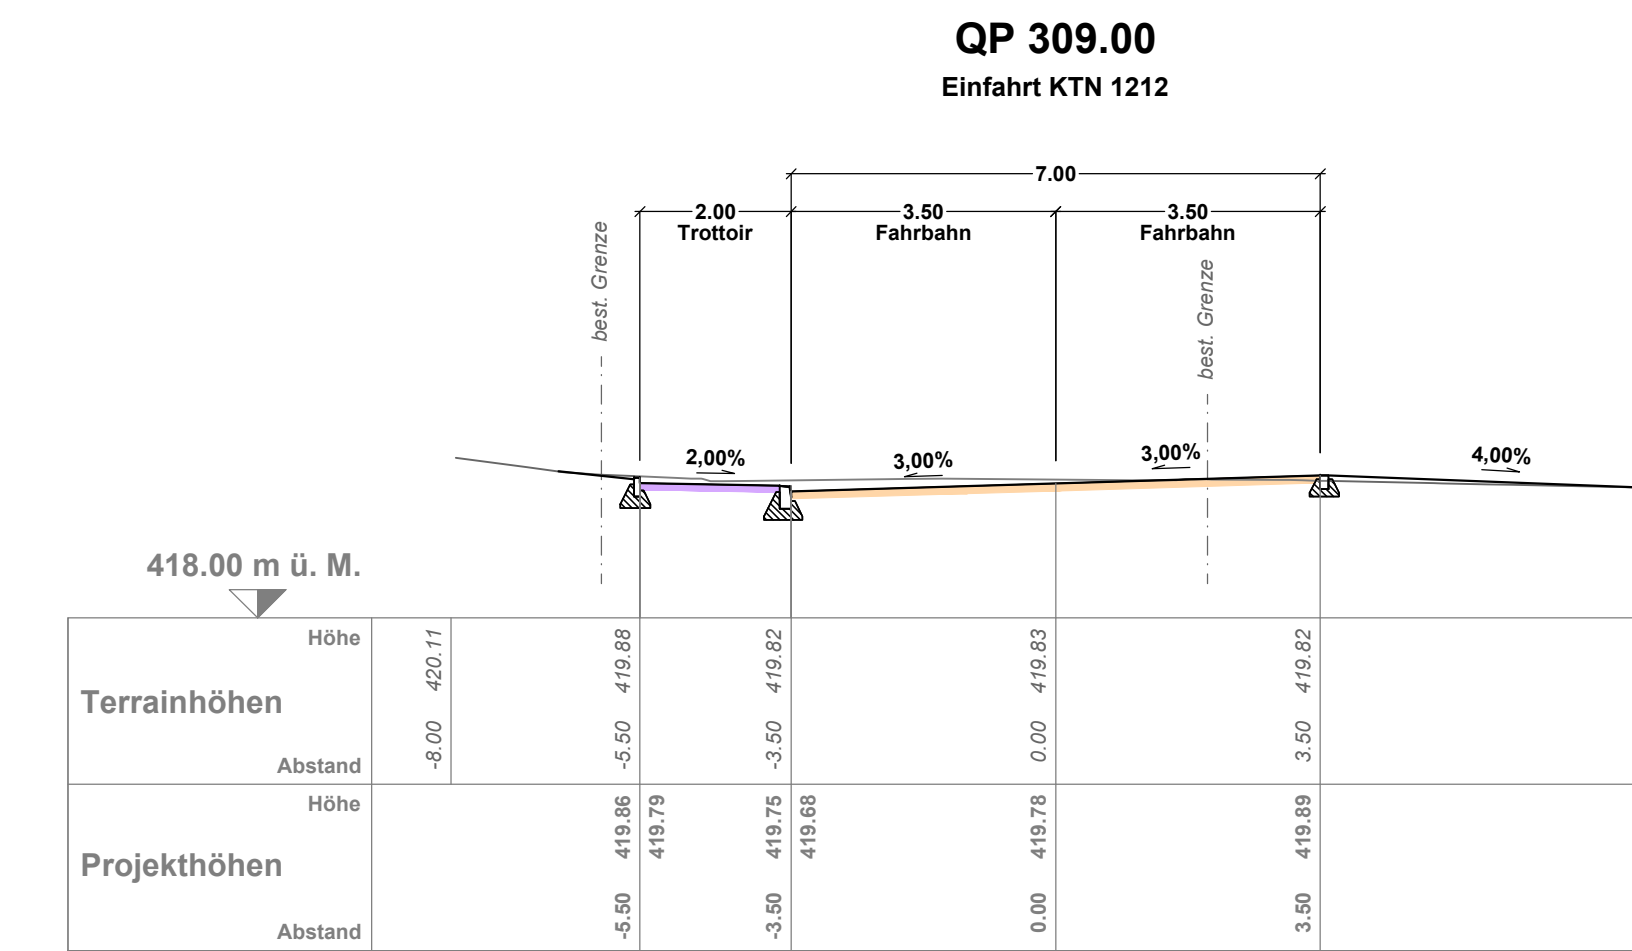 QP 309.00
Einfahrt KTN 1212
7.00
2.00
3.50
3.50
Trottoir
Fahrbahn
Fahrbahn
best. Grenze
best. Grenze
2,00%
3,00%
3,00%
4,00%
418.00 m ü. M.
Höhe
Terrainhöhen
Abstand
420.11
-8.00
419.88
-5.50
419.82
-3.50
419.83
0.00
419.82
3.50
Höhe
Projekthöhen
Abstand
419.86
419.79
-5.50
419.75
419.68
-3.50
419.78
0.00
419.89
3.50